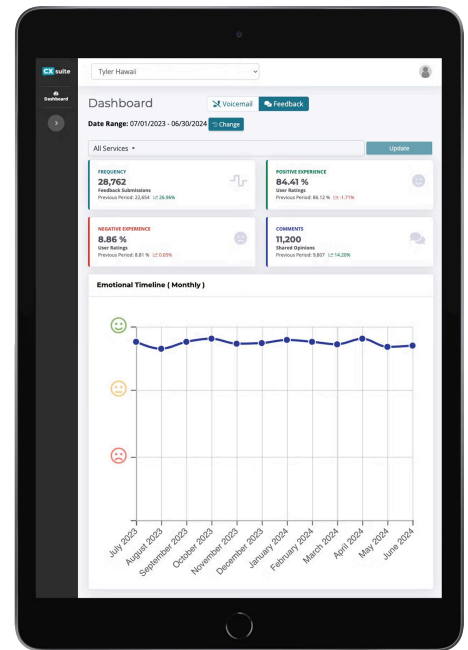 CX suite
Tyler Hawaii
Dashboard
Dashboard
Voicemail
Feedback
Date Range: 07/01/2023 - 06/30/2024
Change
All Services
Update
FREQUENCY
28,762
Feedback Submissions
Previous Period: 22,654 26.96%
POSITIVE EXPERIENCE
84.41 %
User Ratings
Previous Period: 86.12 % -1.71%
NEGATIVE EXPERIENCE
8.86 %
User Ratings
Previous Period: 8.81 % 0.05%
COMMENTS
11,200
Shared Opinions
Previous Period: 9,807 14.20%
Emotional Timeline ( Monthly )
July 2023
August 2023
September 2023
October 2023
November 2023
December 2023
January 2024
February 2024
March 2024
April 2024
May 2024
June 2024